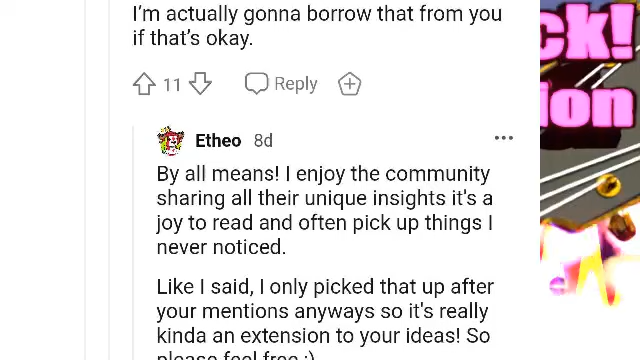 I'm actually gonna borrow that from you
if that's okay.
11 Reply
Etheo 8d
By all means! I enjoy the community
sharing all their unique insights it's a
joy to read and often pick up things I
never noticed.
Like I said, I only picked that up after
your mentions anyways so it's really
kinda an extension to your ideas! So
please feel free :)
ck!
ion